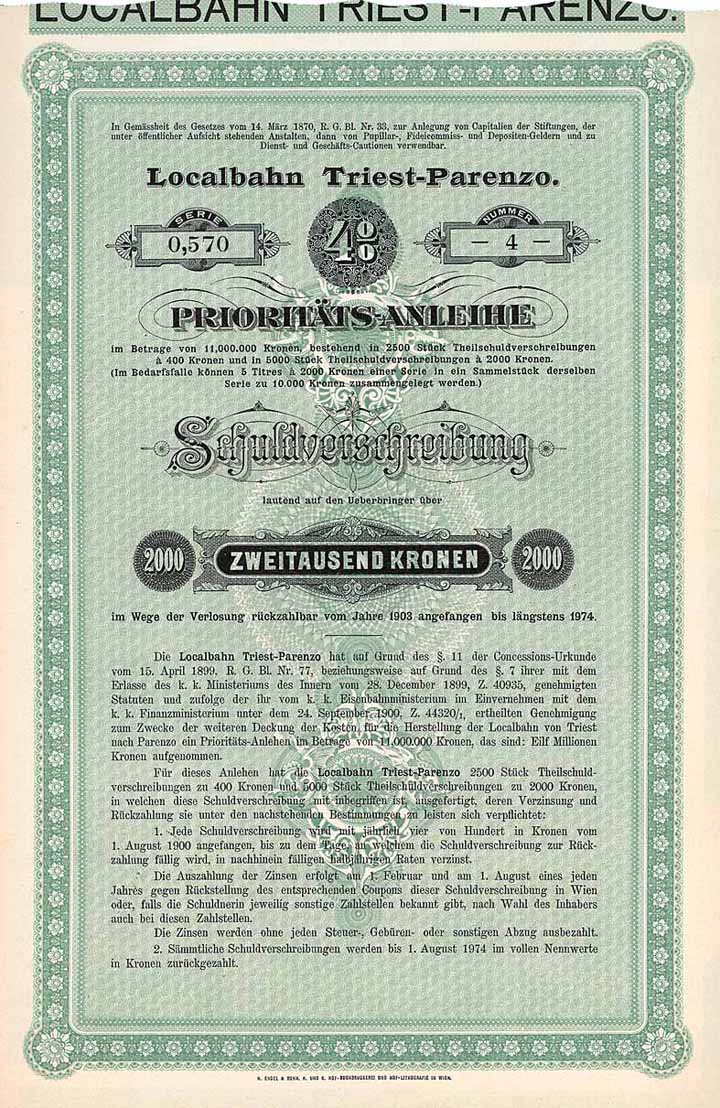 LOCALBAHN TRIEST-PARENZO.
In Gemässheit des Gesetzes vom 14. März 1870, R. G. Bl. Nr. 33, zur Anlegung von Capitalien der Stiftungen, der
unter öffentlicher Aufsicht stehenden Anstalten, dann von Pupillar-, Fideicommiss- und Depositen-Geldern und zu
Dienst- und Geschäfts-Cautionen verwendbar.
Localbahn Triest-Parenzo.
SERIE
0,570
4%
NUMMER
— 4 —
PRIORITÄTS-ANLEIHE
im Betrage von 11,000.000 Kronen, bestehend in 2500 Stück Theilschuldverschreibungen
à 400 Kronen und in 5000 Stück Theilschuldverschreibungen à 2000 Kronen.
(Im Bedarfsfalle können 5 Titres à 2000 Kronen einer Serie in ein Sammelstück derselben
Serie zu 10.000 Kronen zusammengelegt werden.)
Schuldverschreibung
lautend auf den Ueberbringer über
2000 ZWEITAUSEND KRONEN 2000
im Wege der Verlosung rückzahlbar vom Jahre 1903 angefangen bis längstens 1974.
Die Localbahn Triest-Parenzo hat auf Grund des §. 11 der Concessions-Urkunde
vom 15. April 1899, R. G. Bl. Nr. 77, beziehungsweise auf Grund des §. 7 ihrer mit dem
Erlasse des k. k. Ministeriums des Innern vom 28. December 1899, Z. 40935, genehmigten
Statuten und zufolge der ihr vom k. k. Eisenbahnministerium im Einvernehmen mit dem
k. k. Finanzministerium unter dem 24. September 1900, Z. 44320/1, ertheilten Genehmigung
zum Zwecke der weiteren Deckung der Kosten für die Herstellung der Localbahn von Triest
nach Parenzo ein Prioritäts-Anlehen im Betrage von 11,000.000 Kronen, das sind: Eilf Millionen
Kronen aufgenommen.
Für dieses Anlehen hat die Localbahn Triest-Parenzo 2500 Stück Theilschuld-
verschreibungen zu 400 Kronen und 5000 Stück Theilschuldverschreibungen zu 2000 Kronen,
in welchen diese Schuldverschreibung mit inbegriffen ist, ausgefertigt, deren Verzinsung und
Rückzahlung sie unter den nachstehenden Bestimmungen zu leisten sich verpflichtet:
1. Jede Schuldverschreibung wird mit jährlich vier von Hundert in Kronen vom
1. August 1900 angefangen, bis zu dem Tage, an welchem die Schuldverschreibung zur Rück-
zahlung fällig wird, in nachhinein fälligen halbjährigen Raten verzinst.
Die Auszahlung der Zinsen erfolgt am 1. Februar und am 1. August eines jeden
Jahres gegen Rückstellung des entsprechenden Coupons dieser Schuldverschreibung in Wien
oder, falls die Schuldnerin jeweilig sonstige Zahlstellen bekannt gibt, nach Wahl des Inhabers
auch bei diesen Zahlstellen.
Die Zinsen werden ohne jeden Steuer-, Gebüren- oder sonstigen Abzug ausbezahlt.
2. Sämmtliche Schuldverschreibungen werden bis 1. August 1974 im vollen Nennwerte
in Kronen zurückgezahlt.
H. ENGEL & SOHN, K. UND K. HOF-BUCHDRUCKEREI UND HOF-LITHOGRAFIE IN WIEN.